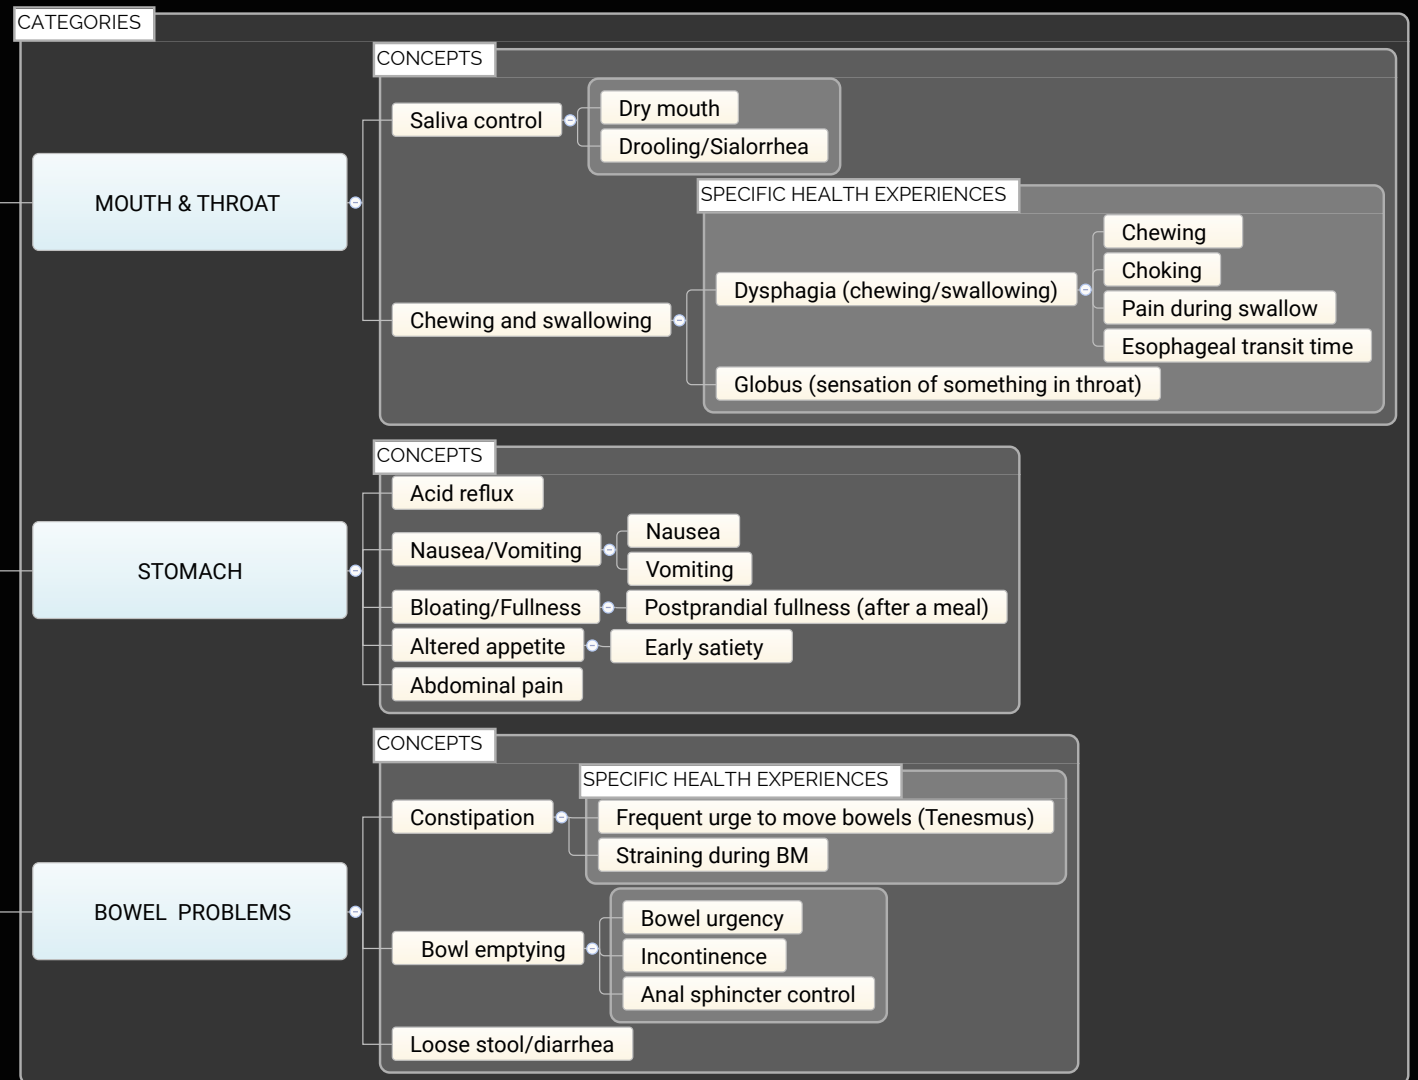 CATEGORIES
CONCEPTS
Saliva control
Dry mouth
Drooling/Sialorrhea
MOUTH & THROAT
SPECIFIC HEALTH EXPERIENCES
Chewing
Choking
Dysphagia (chewing/swallowing)
Pain during swallow
Chewing and swallowing
Esophageal transit time
Globus (sensation of something in throat)
CONCEPTS
Acid reflux
Nausea
Nausea/Vomiting
Vomiting
STOMACH
Bloating/Fullness
Postprandial fullness (after a meal)
Altered appetite
Early satiety
Abdominal pain
CONCEPTS
SPECIFIC HEALTH EXPERIENCES
Constipation
Frequent urge to move bowels (Tenesmus)
Straining during BM
BOWEL  PROBLEMS
Bowel urgency
Bowl emptying
Incontinence
Anal sphincter control
Loose stool/diarrhea